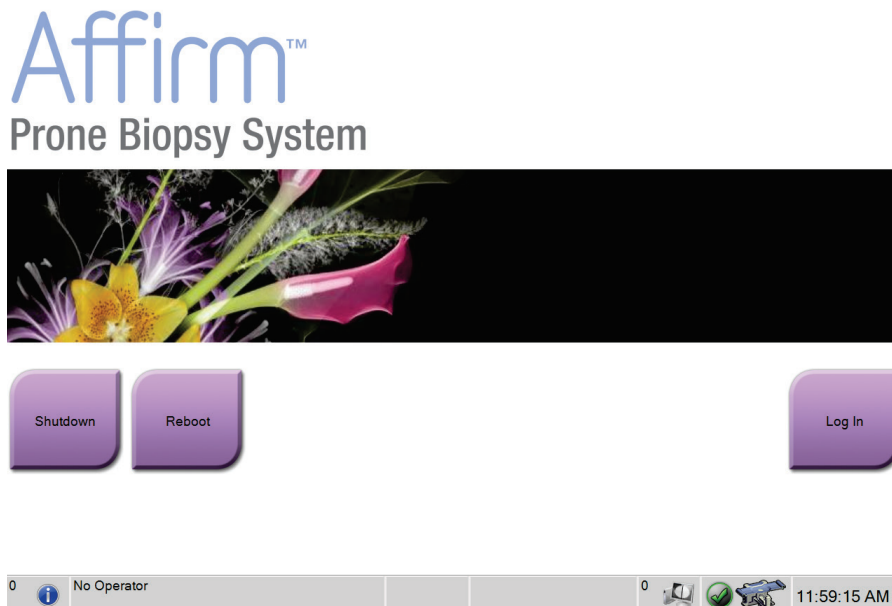 Affirm™
Prone Biopsy System
Shutdown
Reboot
Log In
0
No Operator
0
11:59:15 AM